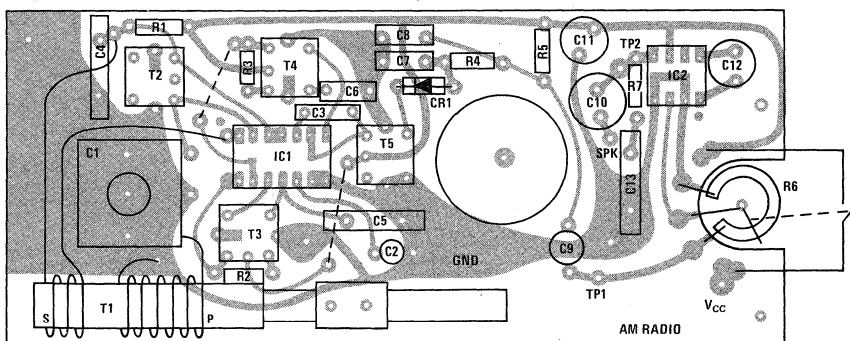 C4
R1
T2
R3
T4
C8
C7
R4
R5
C11
TP2
IC2
C12
C6
CR1
C10
R7
C3
C1
IC1
T5
SPK
C13
R6
T3
C5
C2
R2
GND
C9
TP1
VCC
S
T1
P
AM RADIO